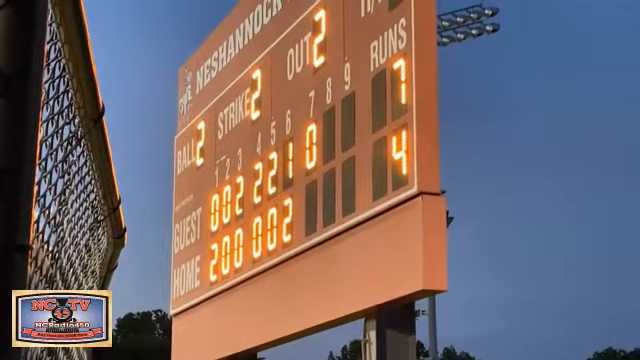 NESHANNOCK
H/E
BALL 2 STRIKE 2 OUT 2
1 2 3 4 5 6 7 8 9 RUNS
GUEST 0 0 2 2 2 1 0 7
HOME 2 0 0 0 0 2 4
NC TV
45
NCRadio450